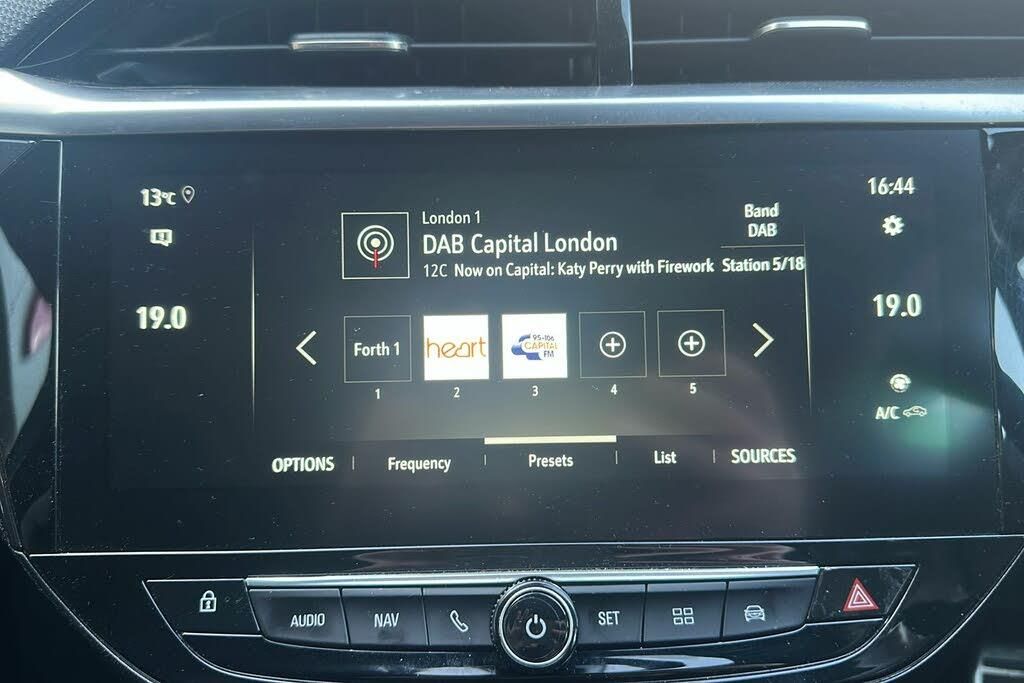 13°C
19.0
London 1
DAB Capital London
12C Now on Capital: Katy Perry with Firework
Band
DAB
Station 5/18
16:44
19.0
A/C
Forth 1
heart
95-106
CAPITAL
FM
1
2
3
4
5
OPTIONS
Frequency
Presets
List
SOURCES
AUDIO
NAV
SET